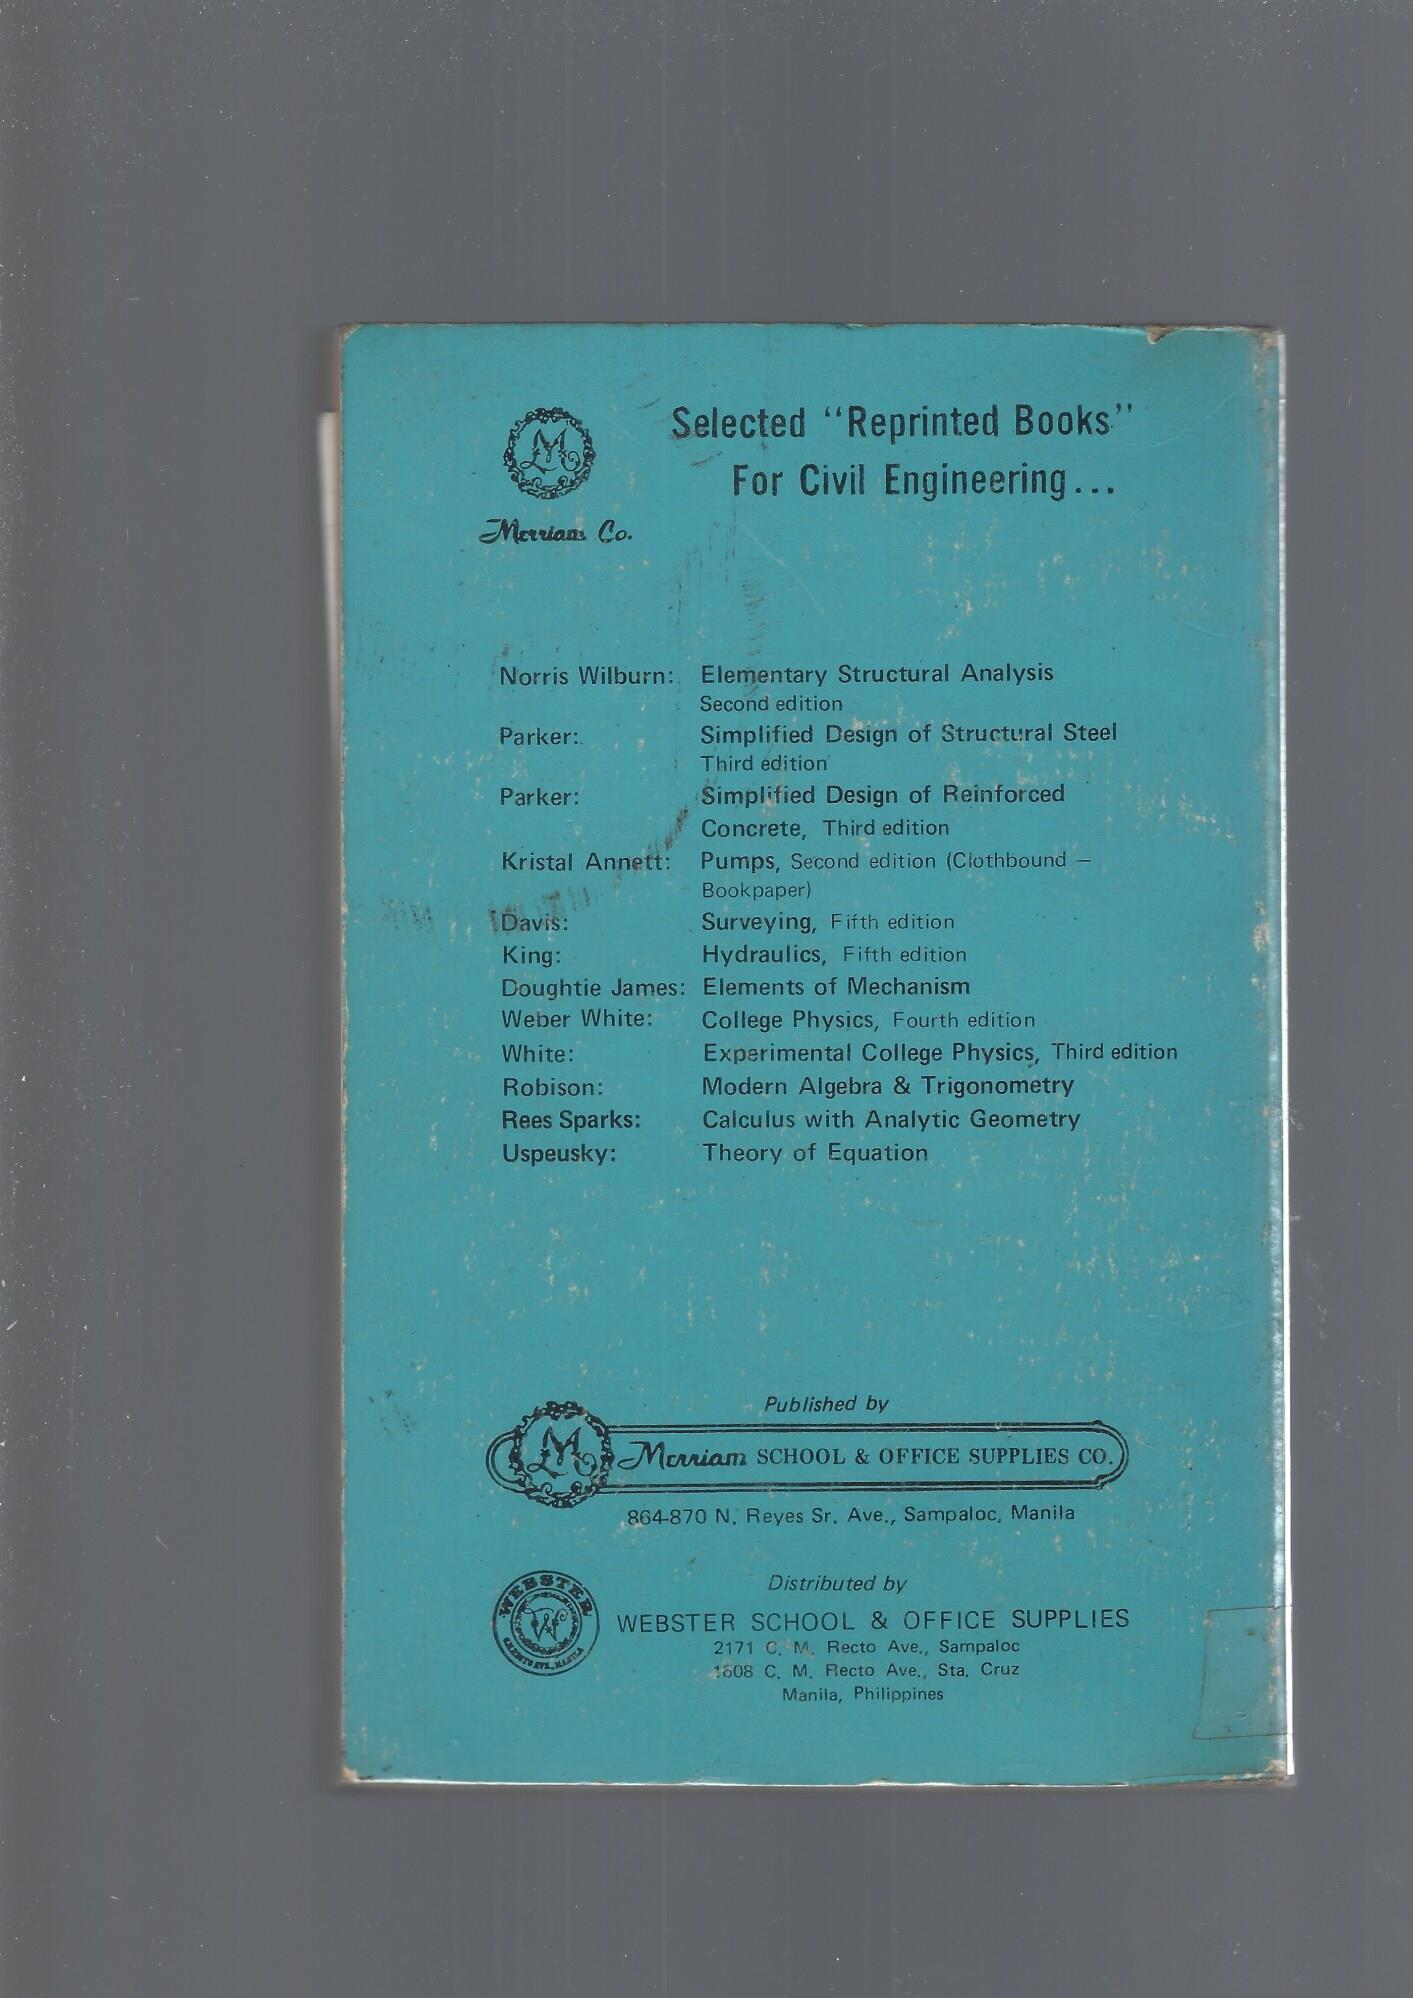 Selected "Reprinted Books"
For Civil Engineering...
Merriam Co.
Norris Wilburn: Elementary Structural Analysis
Second edition
Parker: Simplified Design of Structural Steel
Third edition
Parker: Simplified Design of Reinforced
Concrete, Third edition
Kristal Annett: Pumps, Second edition (Clothbound —
Bookpaper)
Davis: Surveying, Fifth edition
King: Hydraulics, Fifth edition
Doughtie James: Elements of Mechanism
Weber White: College Physics, Fourth edition
White: Experimental College Physics, Third edition
Robison: Modern Algebra & Trigonometry
Rees Sparks: Calculus with Analytic Geometry
Uspeusky: Theory of Equation
Published by
Merriam SCHOOL & OFFICE SUPPLIES CO.
864-870 N. Reyes Sr. Ave., Sampaloc, Manila
Distributed by
WEBSTER
WEBSTER SCHOOL & OFFICE SUPPLIES
2171 C. M. Recto Ave., Sampaloc
1608 C. M. Recto Ave., Sta. Cruz
Manila, Philippines